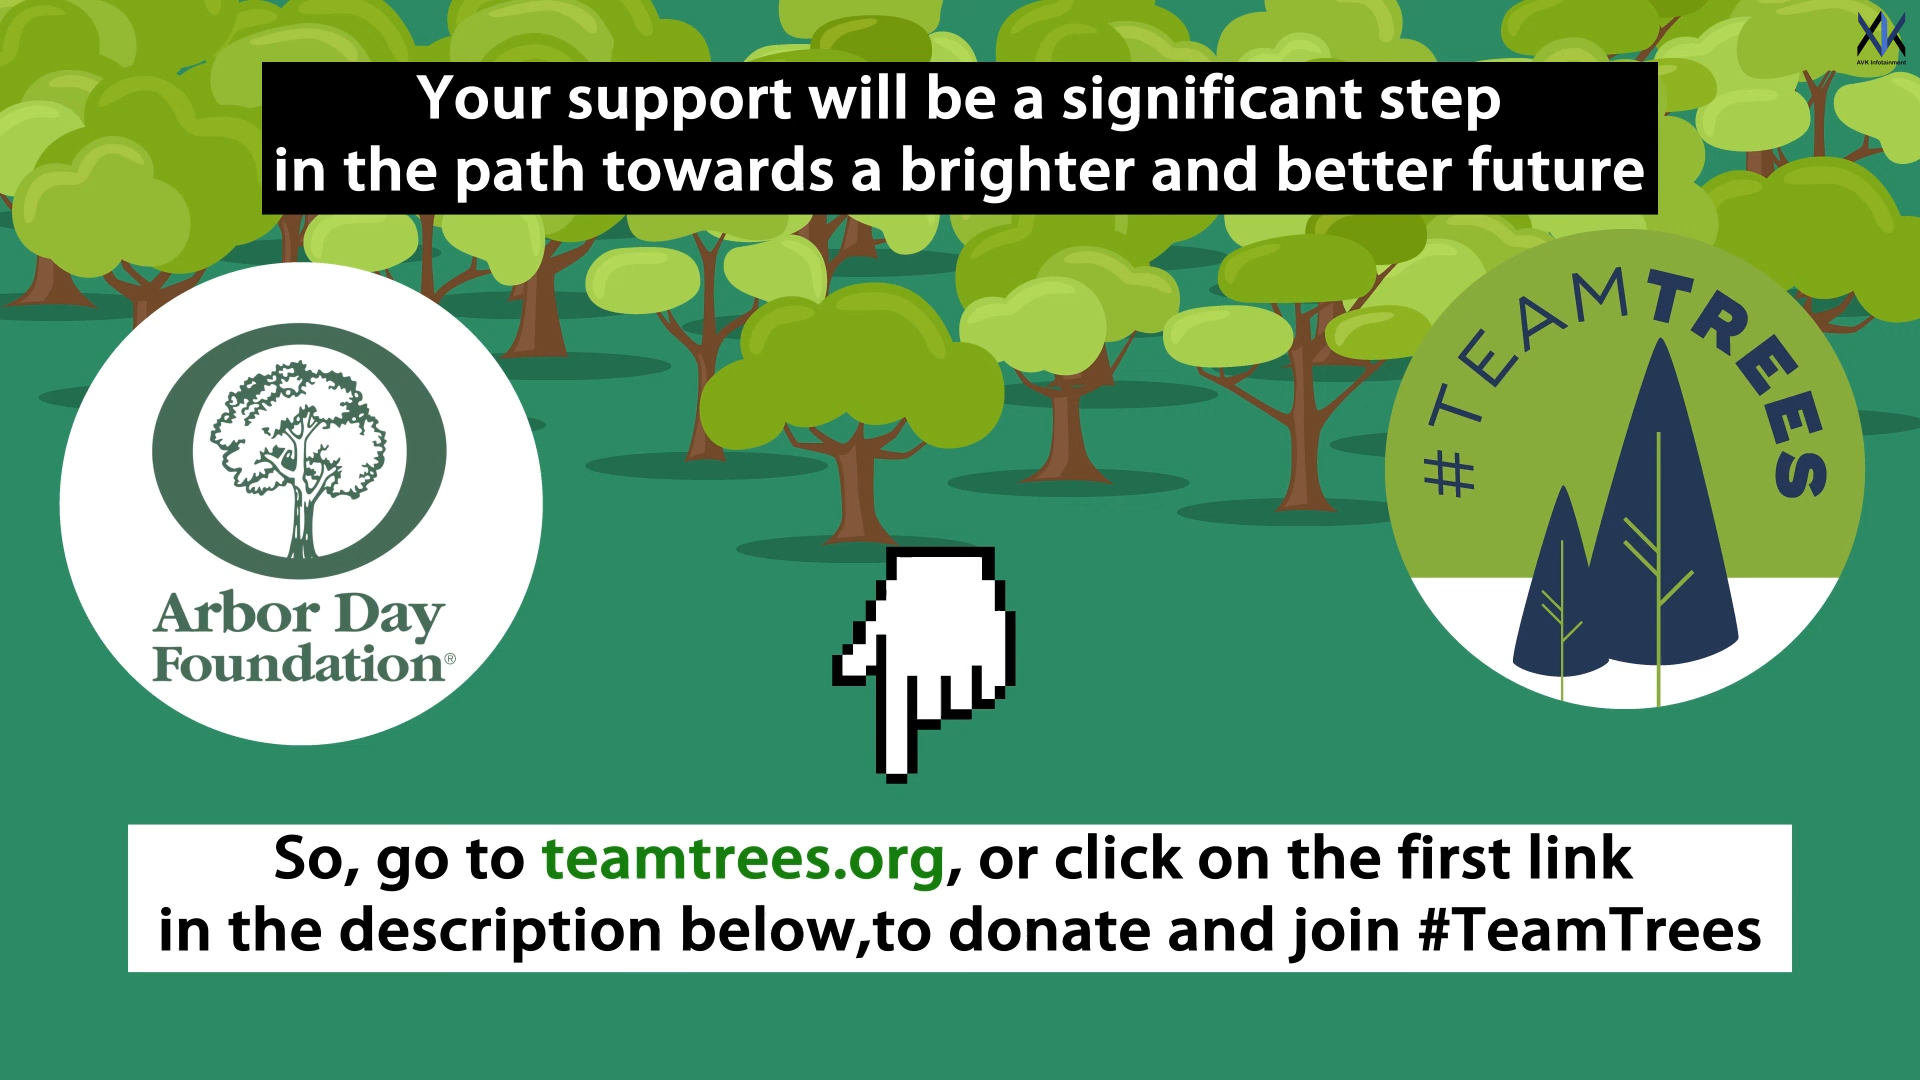 AVK Infotainment
Your support will be a significant step
in the path towards a brighter and better future
#TEAMTREES
Arbor Day
Foundation®
So, go to teamtrees.org, or click on the first link
in the description below,to donate and join #TeamTrees